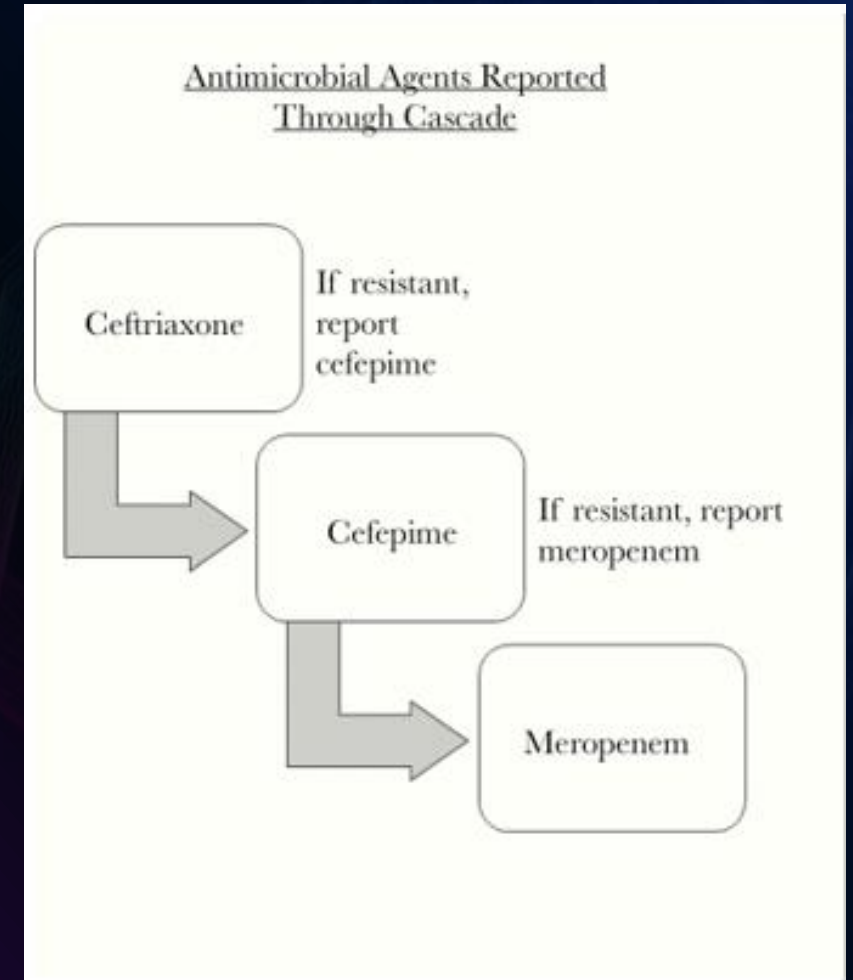 Antimicrobial Agents Reported
Through Cascade
Ceftriaxone
If resistant,
report
cefepime
Cefepime
If resistant, report
meropenem
Meropenem